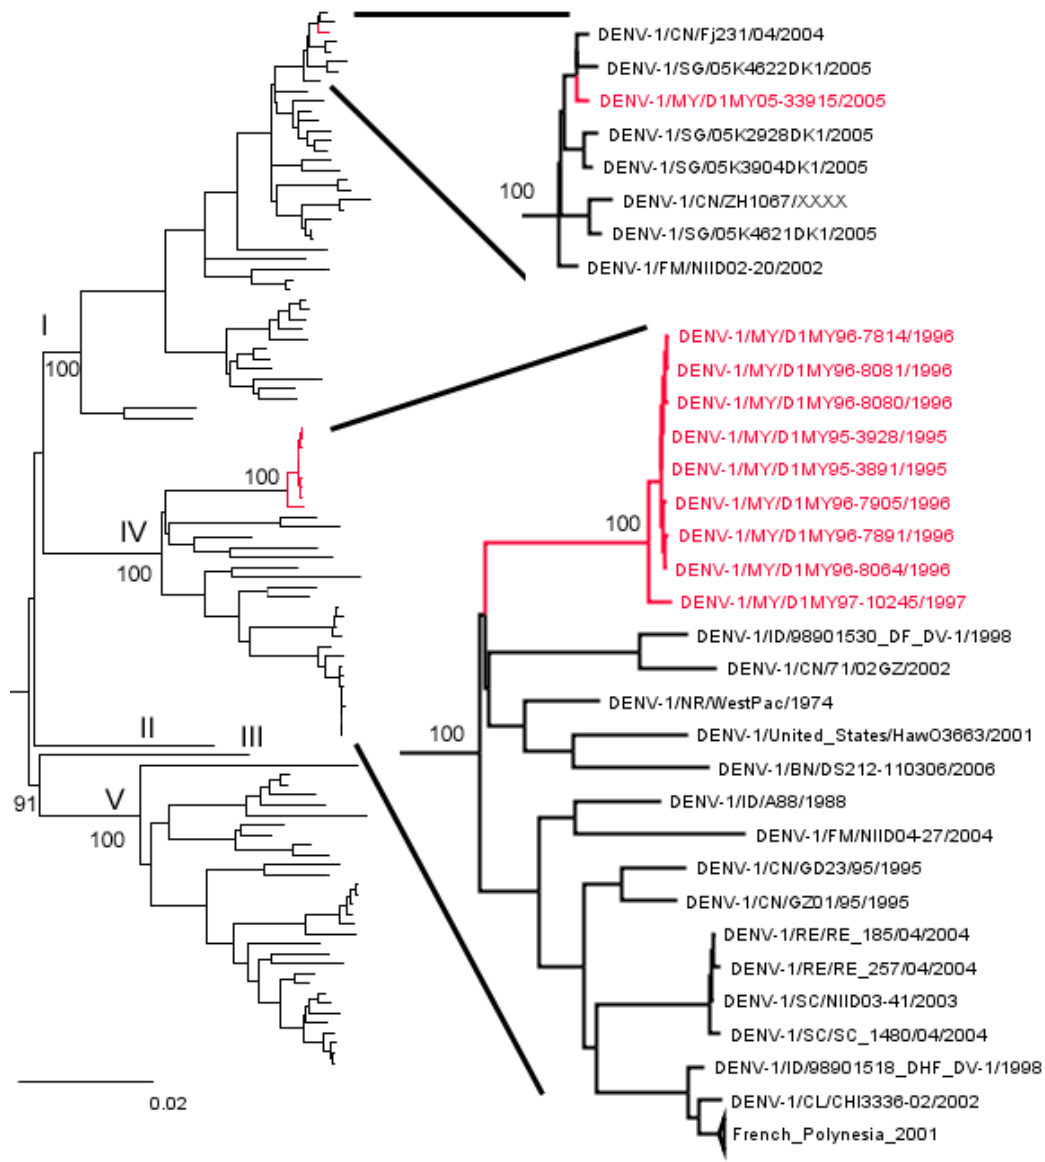 I
100
100
IV
100
II
III
91
V
100
0.02
DENV-1/CN/Fj231/04/2004
DENV-1/SG/05K4622DK1/2005
DENV-1/MY/D1MY05-33915/2005
DENV-1/SG/05K2928DK1/2005
DENV-1/SG/05K3904DK1/2005
100
DENV-1/CN/ZH1067/XXXX
DENV-1/SG/05K4621DK1/2005
DENV-1/FM/NIID02-20/2002
DENV-1/MY/D1MY96-7814/1996
DENV-1/MY/D1MY96-8081/1996
DENV-1/MY/D1MY96-8080/1996
DENV-1/MY/D1MY95-3928/1995
DENV-1/MY/D1MY95-3891/1995
DENV-1/MY/D1MY96-7905/1996
100
DENV-1/MY/D1MY96-7891/1996
DENV-1/MY/D1MY96-8064/1996
DENV-1/MY/D1MY97-10245/1997
DENV-1/ID/98901530_DF_DV-1/1998
DENV-1/CN/71/02GZ/2002
DENV-1/NR/WestPac/1974
100
DENV-1/United_States/HawO3663/2001
DENV-1/BN/DS212-110306/2006
DENV-1/ID/A88/1988
DENV-1/FM/NIID04-27/2004
DENV-1/CN/GD23/95/1995
DENV-1/CN/GZ01/95/1995
DENV-1/RE/RE_185/04/2004
DENV-1/RE/RE_257/04/2004
DENV-1/SC/NIID03-41/2003
DENV-1/SC/SC_1480/04/2004
DENV-1/ID/98901518_DHF_DV-1/1998
DENV-1/CL/CHI3336-02/2002
French_Polynesia_2001